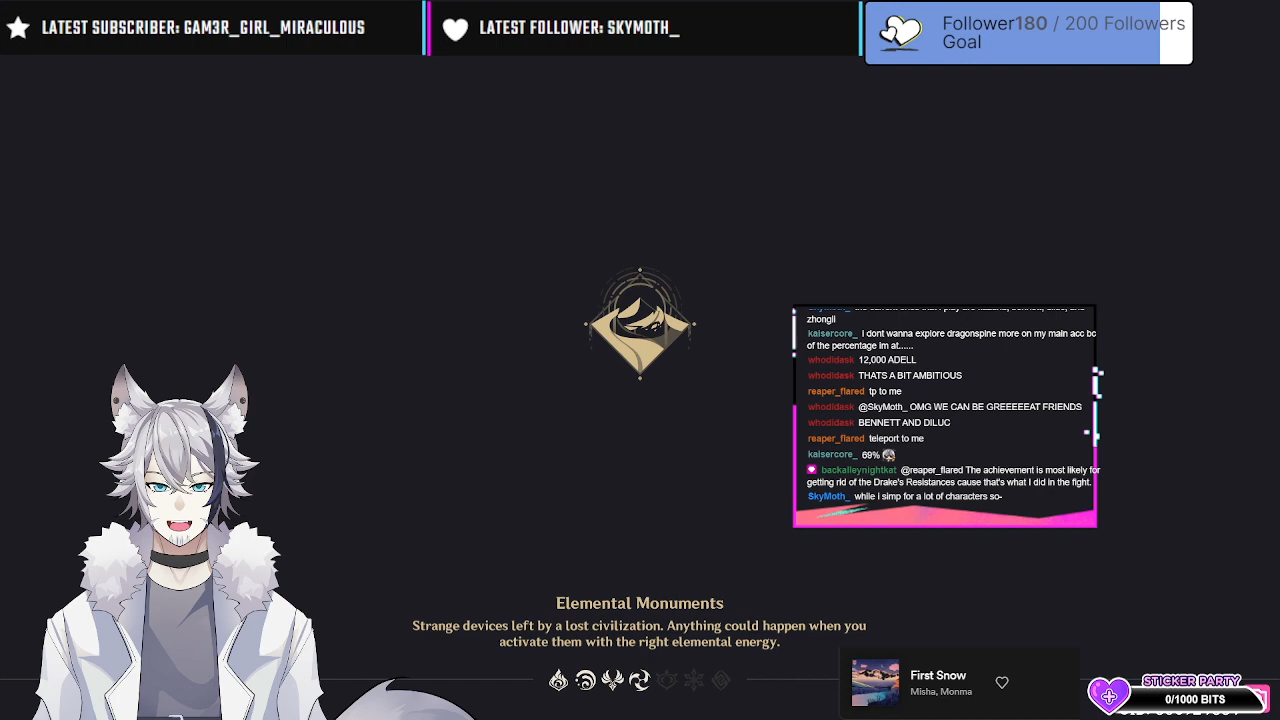 LATEST SUBSCRIBER: GAM3R_GIRL_MIRACULOUS
LATEST FOLLOWER: SKYMOTH_
Follower 180 / 200 Followers
Goal
zhongli
kaisercore_ i dont wanna explore dragonspine more on my main acc bc
of the percentage im at......
whodidask 12,000 ADELL
whodidask THATS A BIT AMBITIOUS
reaper_flared tp to me
whodidask @SkyMoth_ OMG WE CAN BE GREEEEEAT FRIENDS
whodidask BENNETT AND DILUC
reaper_flared teleport to me
kaisercore_ 69%
backalleynightkat @reaper_flared The achievement is most likely for
getting rid of the Drake's Resistances cause that's what I did in the fight.
SkyMoth_ while i simp for a lot of characters so-
Elemental Monuments
Strange devices left by a lost civilization. Anything could happen when you
activate them with the right elemental energy.
First Snow
Misha, Monma
STICKER PARTY
0/1000 BITS